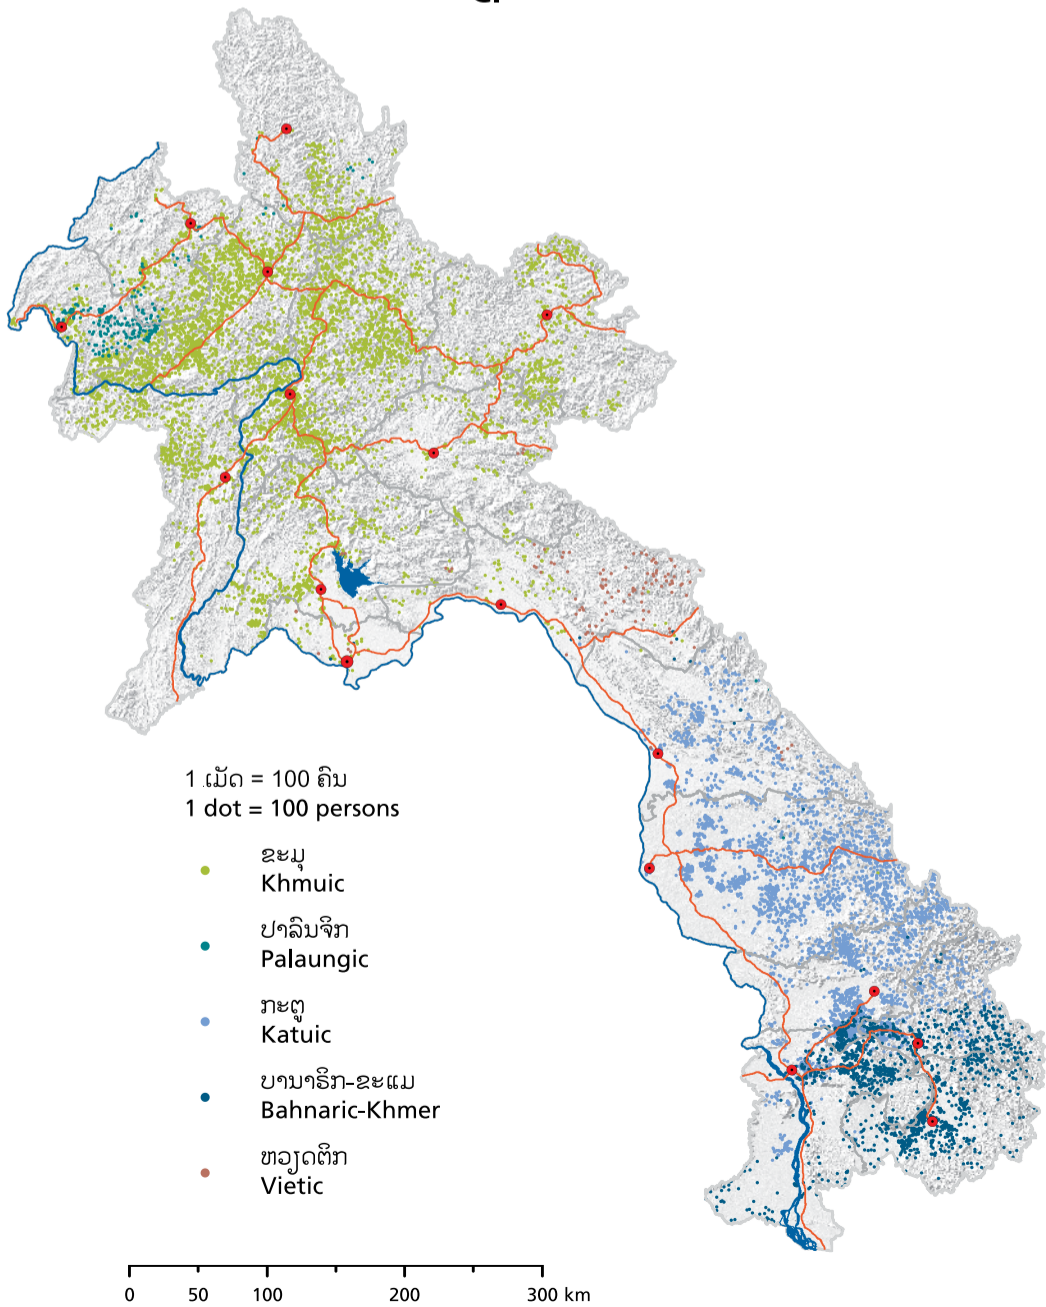 1 ເມັດ = 100 ຄົນ
1 dot = 100 persons
ຂະມຸ
Khmuic
ປາລົນຈິກ
Palaungic
ກະຕູ
Katuic
ບານາຣິກ-ຂະແມ
Bahnaric-Khmer
ຫວຽດຕິກ
Vietic
0 50 100 200 300 km